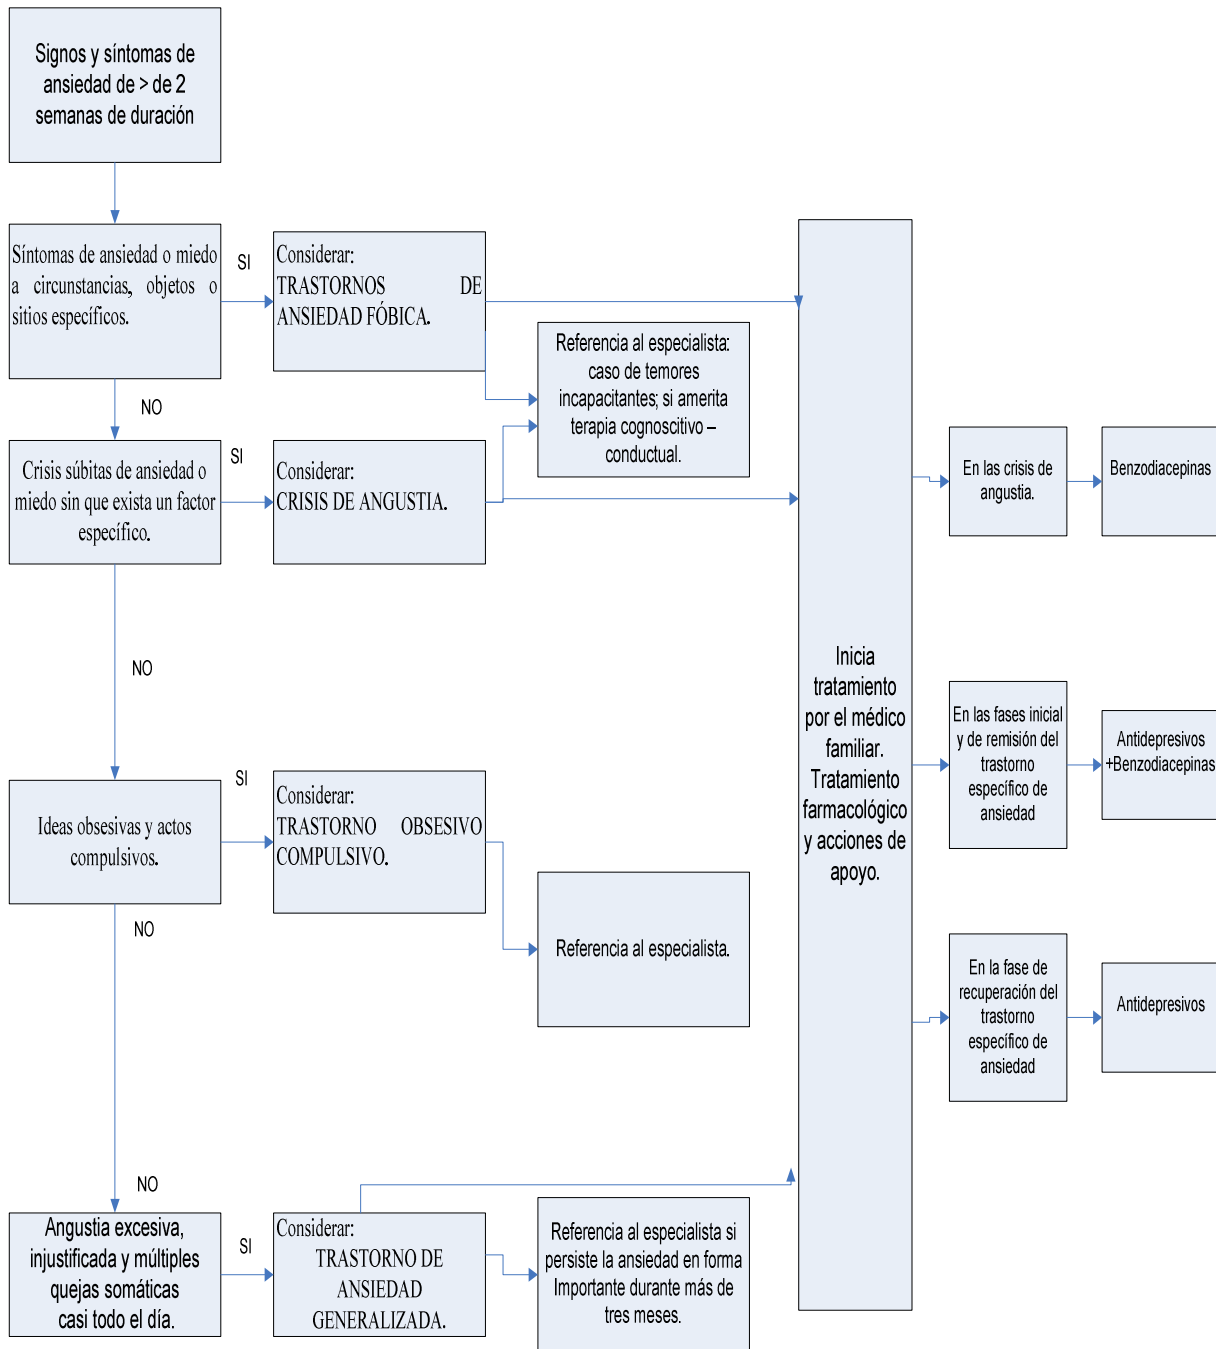 Signos y síntomas de
ansiedad de > de 2
semanas de duración
Síntomas de ansiedad o miedo
a circunstancias, objetos o
sitios específicos.
SI
Considerar:
TRASTORNOS DE
ANSIEDAD FÓBICA.
Referencia al especialista:
caso de temores
incapacitantes; si amerita
terapia cognoscitivo –
conductual.
NO
Crisis súbitas de ansiedad o
miedo sin que exista un factor
específico.
SI
Considerar:
CRISIS DE ANGUSTIA.
NO
Ideas obsesivas y actos
compulsivos.
SI
Considerar:
TRASTORNO OBSESIVO
COMPULSIVO.
Referencia al especialista.
NO
NO
Angustia excesiva,
injustificada y múltiples
quejas somáticas
casi todo el día.
SI
Considerar:
TRASTORNO DE
ANSIEDAD
GENERALIZADA.
Referencia al especialista si
persiste la ansiedad en forma
Importante durante más de
tres meses.
Inicia
tratamiento
por el médico
familiar.
Tratamiento
farmacológico
y acciones de
apoyo.
En las crisis de
angustia.
Benzodiacepinas
En las fases inicial
y de remisión del
trastorno
específico de
ansiedad
Antidepresivos
+Benzodiacepinas
En la fase de
recuperación del
trastorno
específico de
ansiedad
Antidepresivos